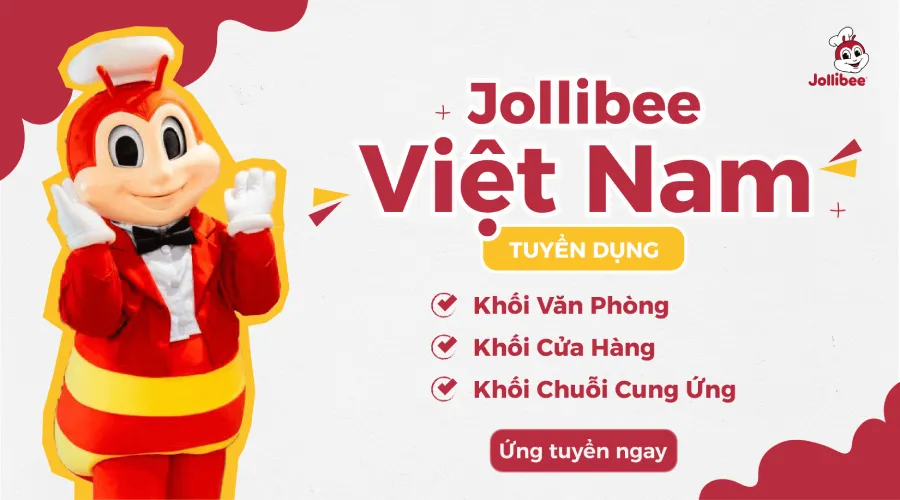 Jollibee
Jollibee
Việt Nam
TUYỂN DỤNG
Khối Văn Phòng
Khối Cửa Hàng
Khối Chuỗi Cung Ứng
Ứng tuyển ngay